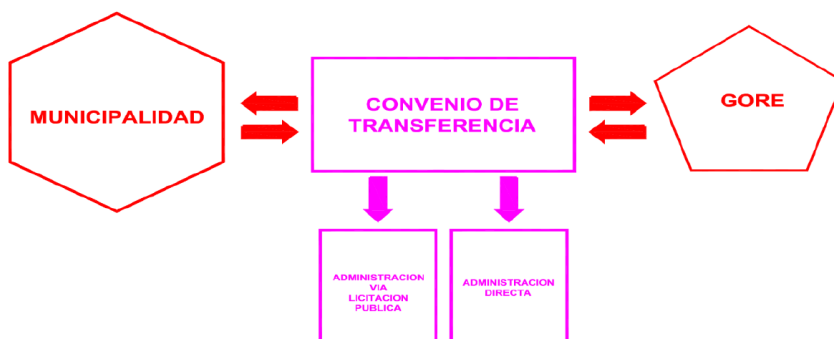 MUNICIPALIDAD
CONVENIO DE
TRANSFERENCIA
GORE
ADMINISTRACION
VIA
LICITACION
PUBLICA
ADMINISTRACION
DIRECTA